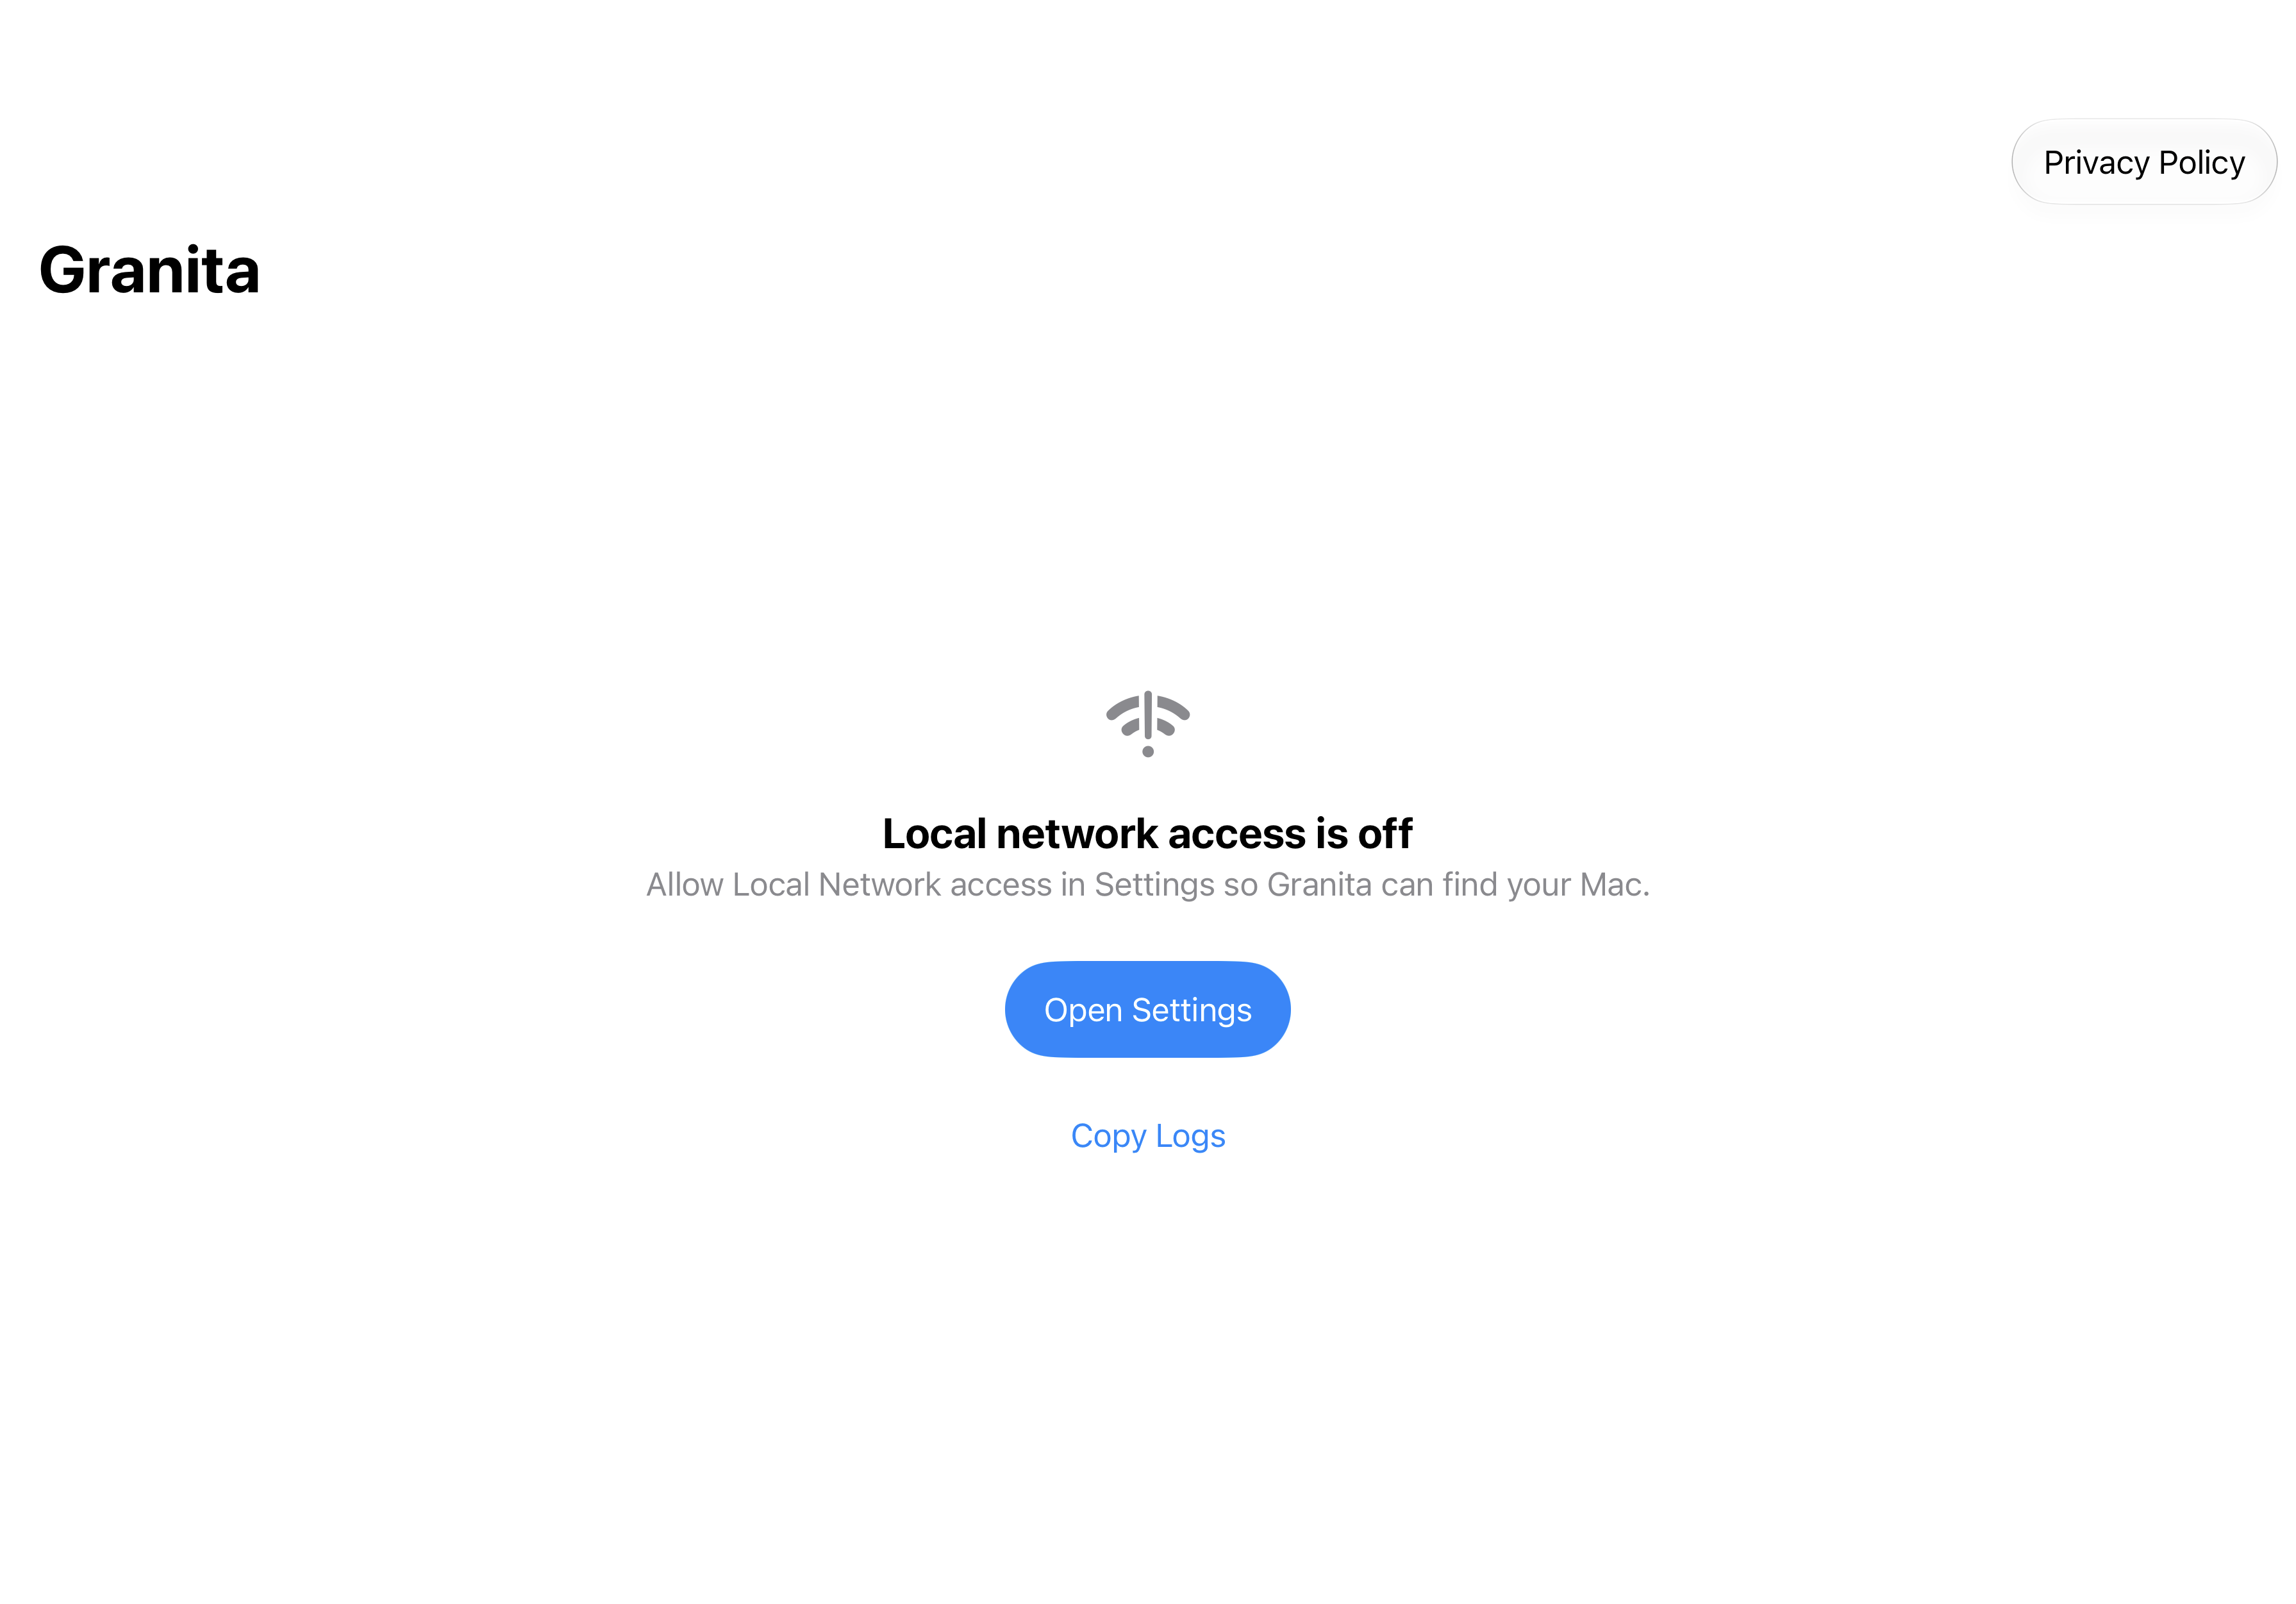 Privacy Policy
Granita
Local network access is off
Allow Local Network access in Settings so Granita can find your Mac.
Open Settings
Copy Logs